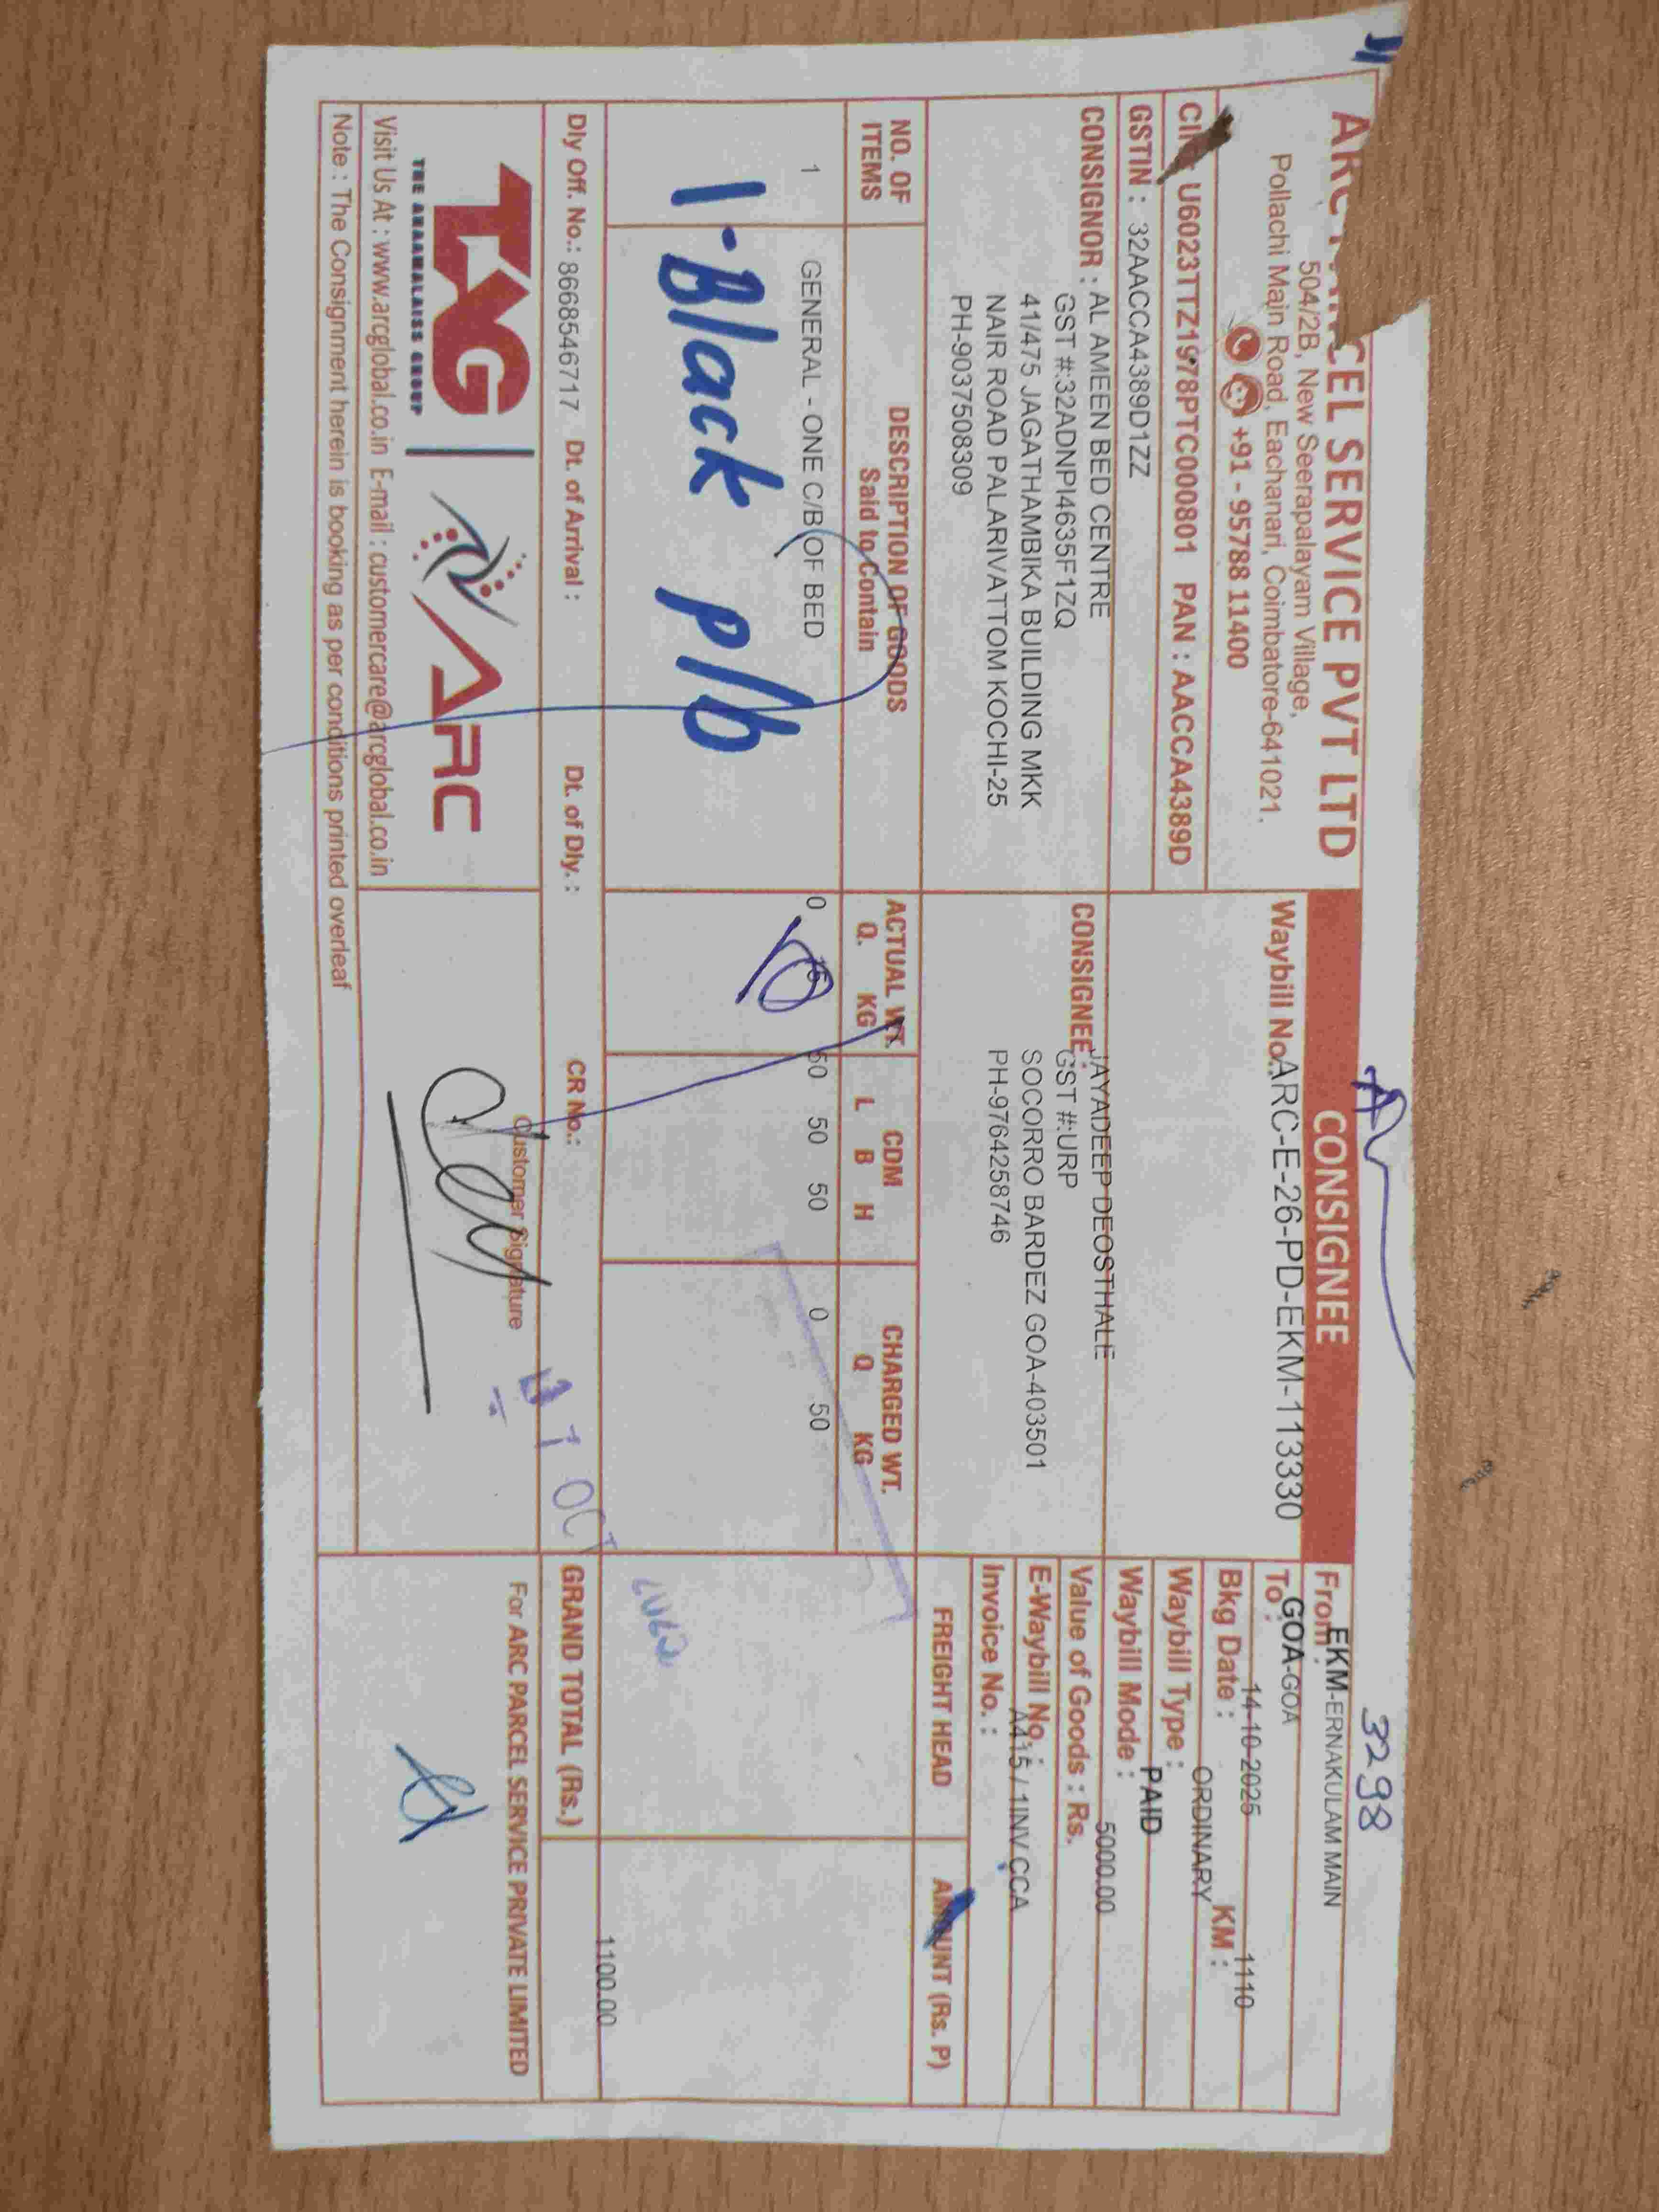 3298
CEL SERVICE PVT LTD
504/2B, New Seerapalayam Village,
Pollachi Main Road, Eachanari, Coimbatore-641021.
+91 - 95788 11400
U6023TTZ1978PTC000801 PAN : AACCA4389D
GSTIN : 32AACCA4389D1ZZ
CONSIGNEE
Waybill No.: ARC-E-26-PD-EKM-113330
From : EKM-ERNAKULAM MAIN
To : GOA-GOA
Bkg Date : 14-10-2025 KM : 1110
Waybill Type : ORDINARY
Waybill Mode : PAID
Value of Goods : Rs. 5000.00
E-Waybill No. :
Invoice No. : A415 / 1INV CCA
CONSIGNOR : AL AMEEN BED CENTRE
GST #:32ADNPI4635F1ZQ
41/475 JAGATHAMBIKA BUILDING MKK
NAIR ROAD PALARIVATTOM KOCHI-25
PH-9037508309
CONSIGNEE : JAYADEEP DEOSTHALE
GST #:URP
SOCORRO BARDEZ GOA-403501
PH-9764258746
NO. OF ITEMS
DESCRIPTION OF GOODS
Said to Contain
ACTUAL WT.
Q. KG
CDM
L B H
CHARGED WT.
Q KG
FREIGHT HEAD
AMOUNT (Rs. P)
1 GENERAL - ONE C/B OF BED 0 50 50 50 0 50
1 - Black P/b
10
Dly Off. No.: 8668546717 Dt. of Arrival : Dt. of Dly. : CR No.:
GRAND TOTAL (Rs.) 1100.00
OCT
TAG | ARC
THE ANAAMALAISS GROUP
Customer Signature
For ARC PARCEL SERVICE PRIVATE LIMITED
Visit Us At : www.arcglobal.co.in E-mail : customercare@arcglobal.co.in
Note : The Consignment herein is booking as per conditions printed overleaf